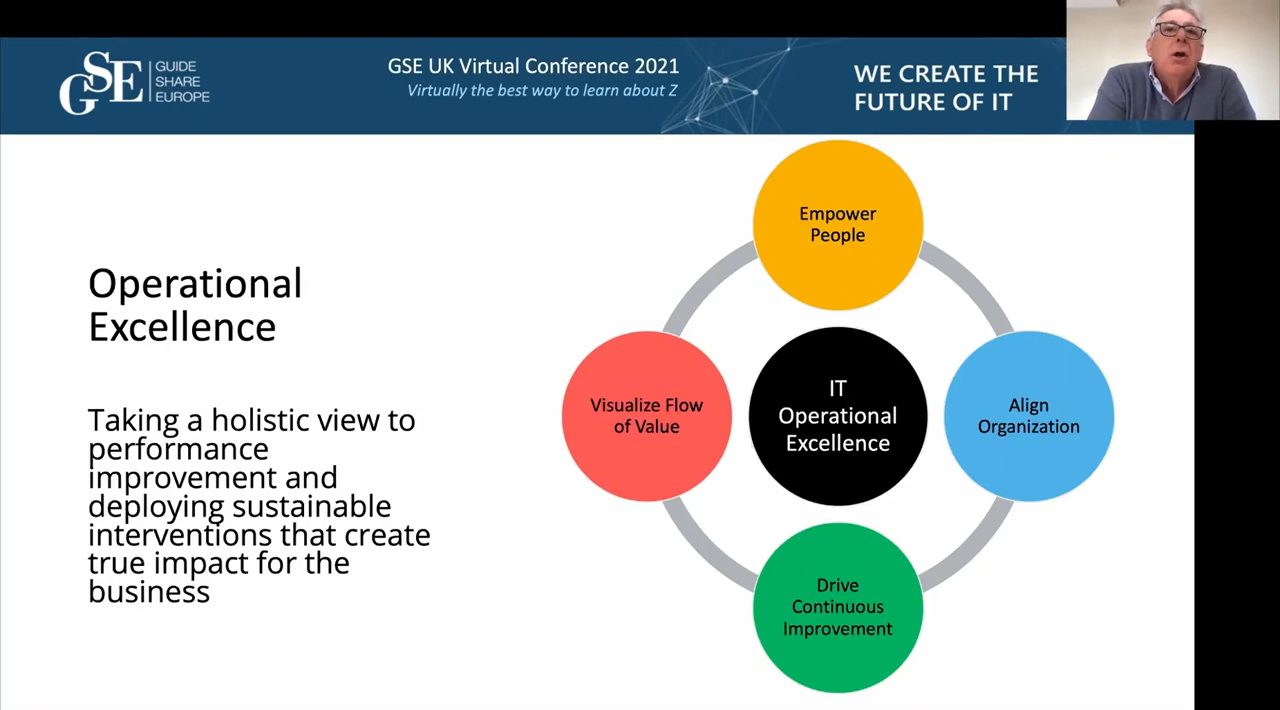 GSE
GUIDE
SHARE
EUROPE
GSE UK Virtual Conference 2021
Virtually the best way to learn about Z
WE CREATE THE
FUTURE OF IT
Operational
Excellence
Taking a holistic view to
performance
improvement and
deploying sustainable
interventions that create
true impact for the
business
Empower
People
Visualize Flow
of Value
IT
Operational
Excellence
Align
Organization
Drive
Continuous
Improvement